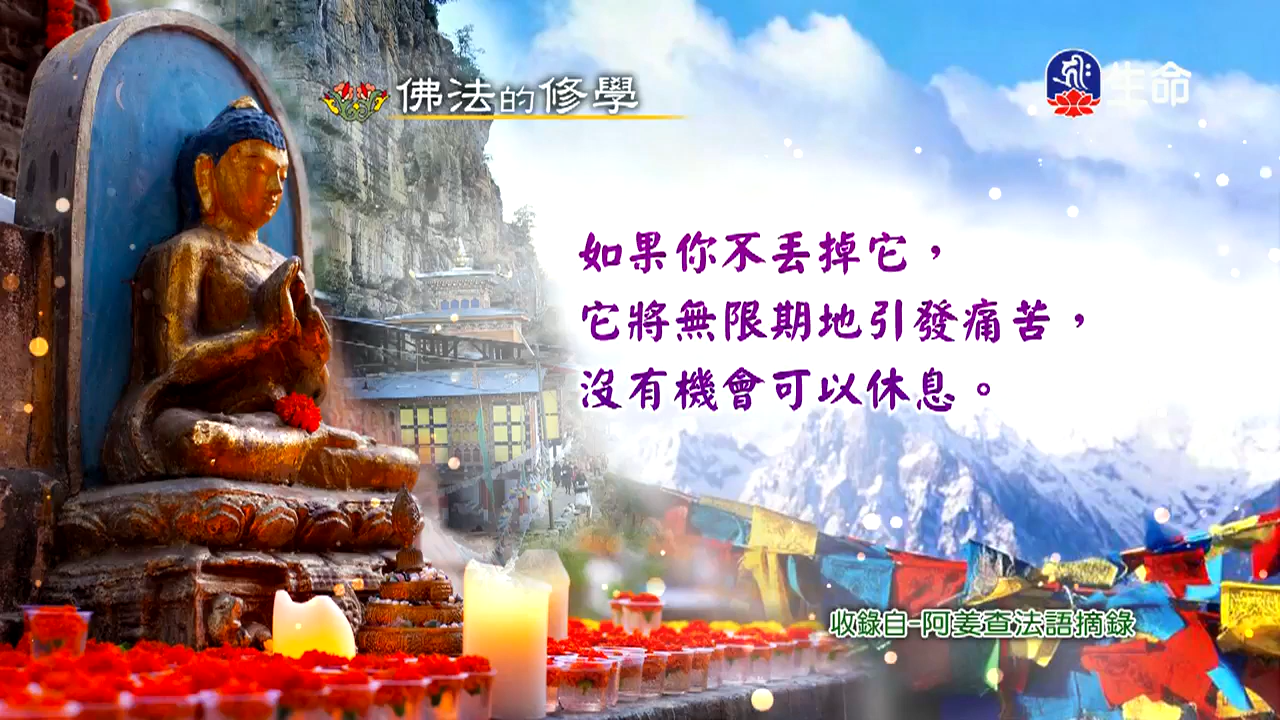 佛法的修學
生命
如果你不丟掉它，
它將無限期地引發痛苦，
沒有機會可以休息。
收錄自-阿姜查法語摘錄